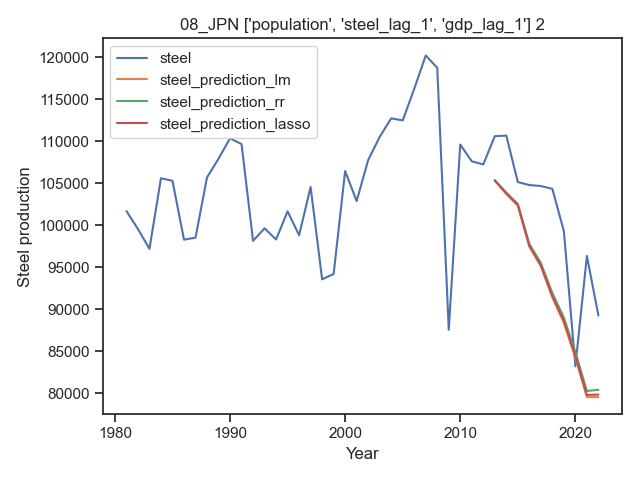 08_JPN ['population', 'steel_lag_1', 'gdp_lag_1'] 2
steel
steel_prediction_lm
steel_prediction_rr
steel_prediction_lasso
Steel production
120000
115000
110000
105000
100000
95000
90000
85000
80000
1980
1990
2000
2010
2020
Year